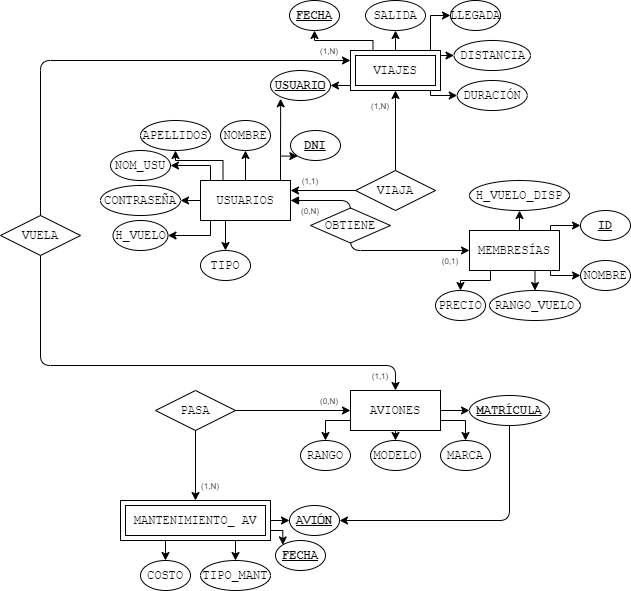 FECHA
SALIDA
LLEGADA
(1,N)
DISTANCIA
VIAJES
USUARIO
DURACIÓN
(1,N)
APELLIDOS
NOMBRE
DNI
NOM_USU
(1,1)
VIAJA
CONTRASEÑA
USUARIOS
H_VUELO_DISP
(0,N)
OBTIENE
ID
VUELA
H_VUELO
MEMBRESÍAS
(0,1)
TIPO
NOMBRE
PRECIO
RANGO_VUELO
(1,1)
(0,N)
PASA
AVIONES
MATRÍCULA
RANGO
MODELO
MARCA
(1,N)
MANTENIMIENTO_ AV
AVIÓN
FECHA
COSTO
TIPO_MANT